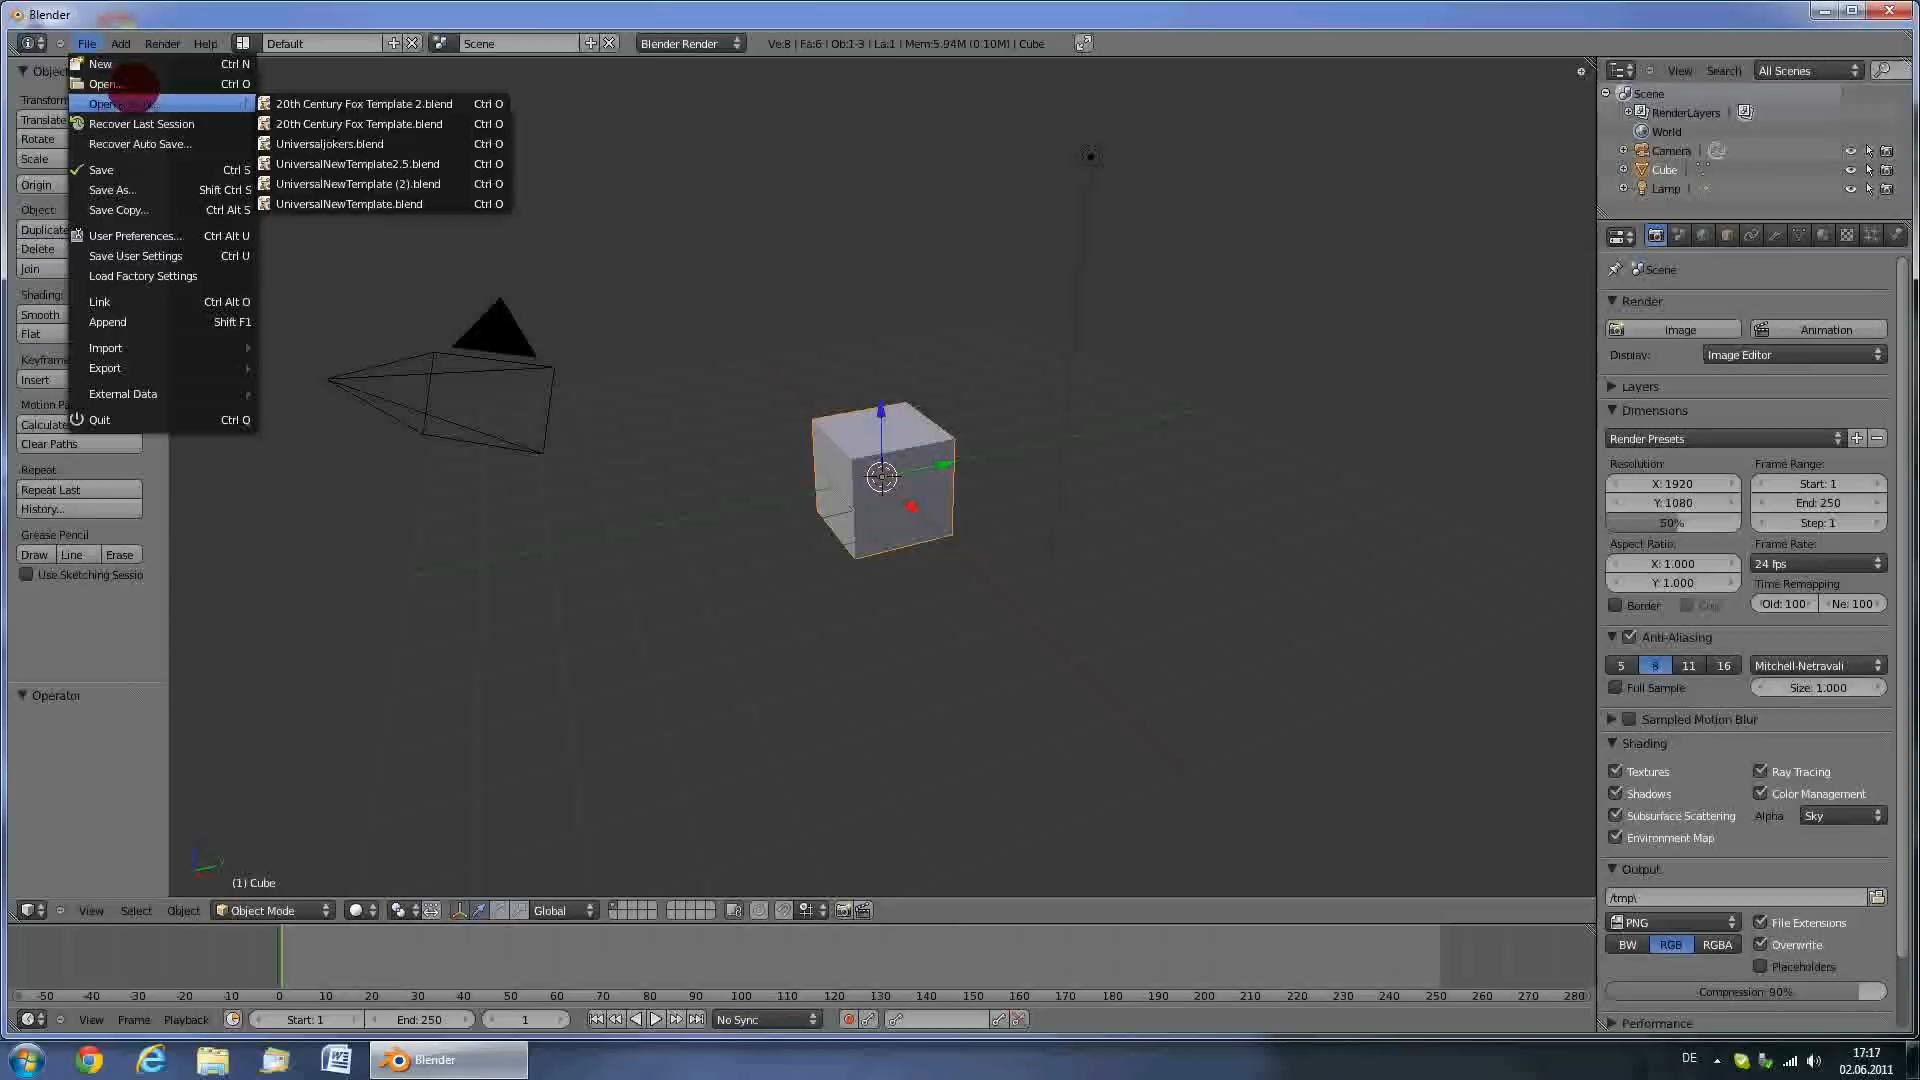 Blender
File Add Render Help Default Scene Blender Render Ve:8 | Fa:6 | Ob:1-3 | La:1 | Mem:5.94M (0.10M) | Cube
New Ctrl N
Open... Ctrl O
Recover Last Session
Recover Auto Save...
Save Ctrl S
Save As... Shift Ctrl S
Save Copy... Ctrl Alt S
User Preferences... Ctrl Alt U
Save User Settings Ctrl U
Load Factory Settings
Link Ctrl Alt O
Append Shift F1
Import
Export
External Data
Quit Ctrl Q
20th Century Fox Template 2.blend Ctrl O
20th Century Fox Template.blend Ctrl O
Universaljokers.blend Ctrl O
UniversalNewTemplate2.5.blend Ctrl O
UniversalNewTemplate (2).blend Ctrl O
UniversalNewTemplate.blend Ctrl O
Translate
Rotate
Scale
Origin
Object:
Duplicate
Delete
Join
Shading:
Smooth
Flat
Insert
Calculate
Clear Paths
Repeat:
Repeat Last
History...
Grease Pencil:
Draw Line Erase
Use Sketching Sessio
Operator
(1) Cube
View Select Object Object Mode Global
-50 -40 -30 -20 -10 0 10 20 30 40 50 60 70 80 90 100 110 120 130 140 150 160 170 180 190 200 210 220 230 240 250 260 270 280
View Frame Playback Start: 1 End: 250 1 No Sync
View Search All Scenes
Scene
RenderLayers
World
Camera
Cube
Lamp
Scene
Render
Image Animation
Display: Image Editor
Layers
Dimensions
Render Presets
Resolution: Frame Range:
X: 1920 Start: 1
Y: 1080 End: 250
50% Step: 1
Aspect Ratio: Frame Rate:
X: 1.000 24 fps
Y: 1.000 Time Remapping
Border Crop Old: 100 Ne: 100
Anti-Aliasing
5 8 11 16 Mitchell-Netravali
Full Sample Size: 1.000
Sampled Motion Blur
Shading
Textures Ray Tracing
Shadows Color Management
Subsurface Scattering Alpha Sky
Environment Map
Output
/tmp\
PNG File Extensions
BW RGB RGBA Overwrite
Placeholders
Compression: 90%
Performance
Blender
DE 17:17
02.06.2011